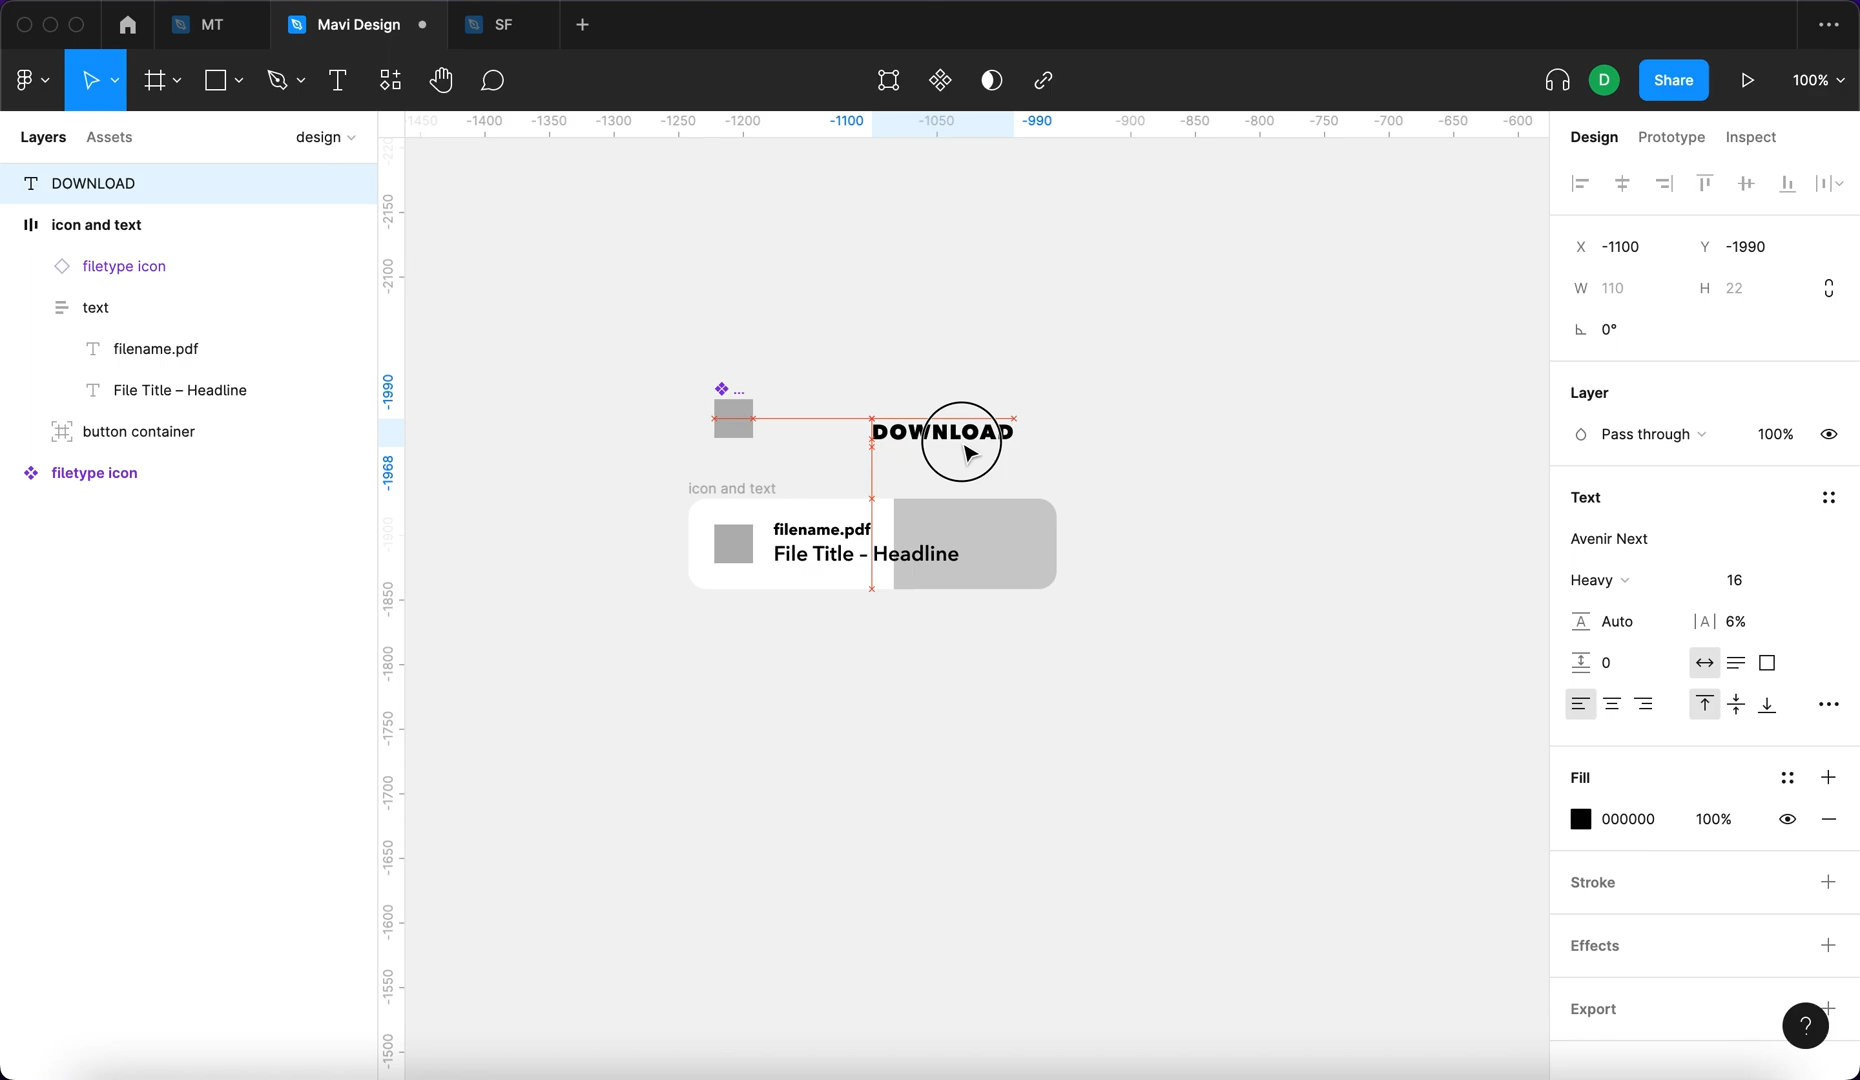 MT
Mavi Design
SF
Share
D
100%
Layers
Assets
design
DOWNLOAD
icon and text
filetype icon
text
filename.pdf
File Title – Headline
button container
filetype icon
-1450
-1400
-1350
-1300
-1250
-1200
-1100
-1050
-990
-900
-850
-800
-750
-700
-650
-600
-2150
-2100
-1990
-1968
-1900
-1850
-1800
-1750
-1700
-1650
-1600
-1550
-1500
...
DOWNLOAD
icon and text
filename.pdf
File Title – Headline
Design Prototype Inspect
X -1100 Y -1990
W 110 H 22
0°
Layer
Pass through 100%
Text
Avenir Next
Heavy 16
A Auto |A| 6%
0
Fill
000000 100%
Stroke
Effects
Export
?